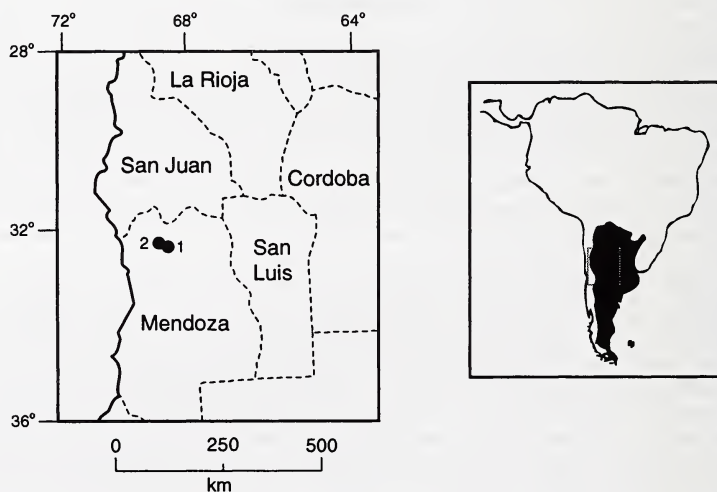 72° 68° 64°
28°
La Rioja
San Juan
Cordoba
32°
2 1
San
Luis
Mendoza
36°
0 250 500
km